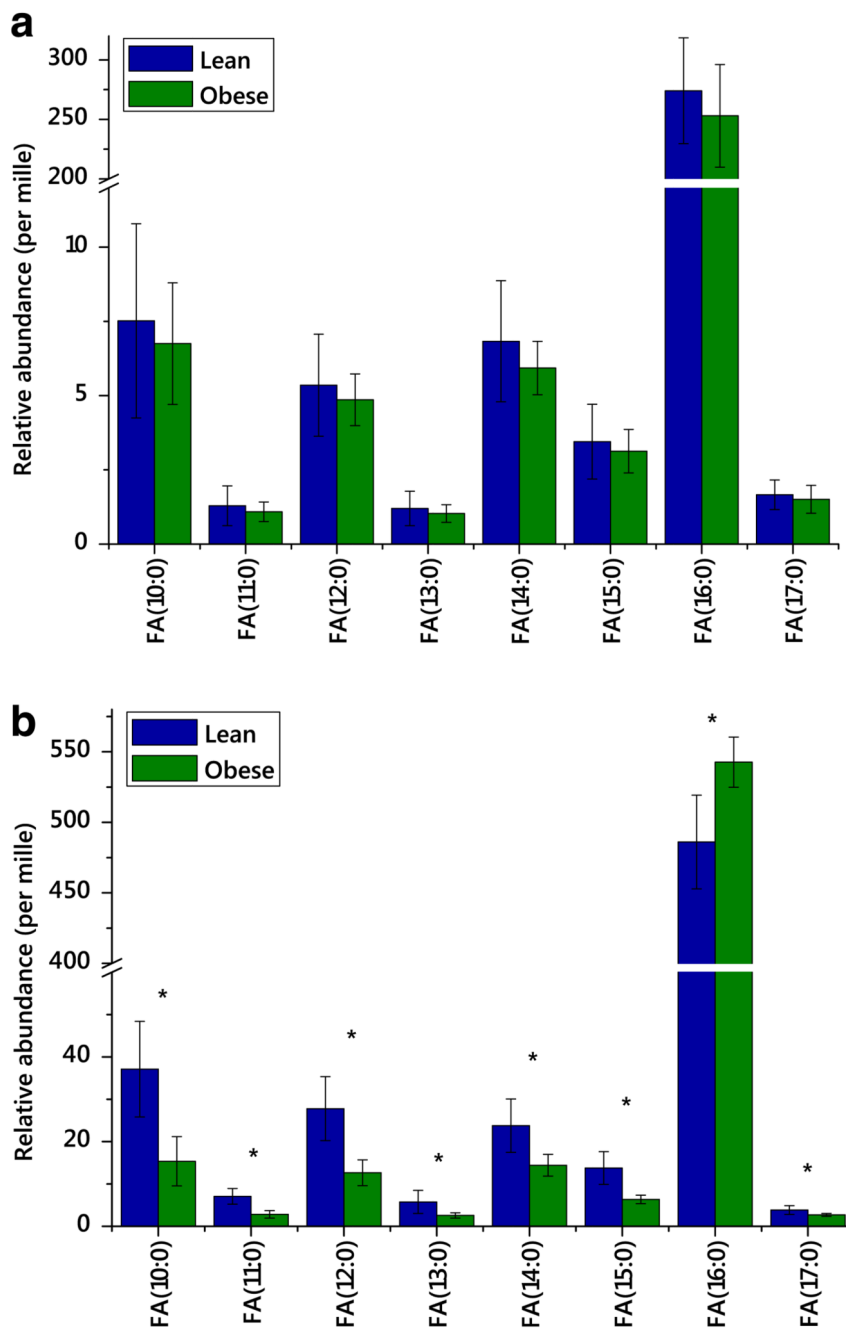 a
Lean
Obese
Relative abundance (per mille)
300
250
200
10
5
0
FA(10:0)
FA(11:0)
FA(12:0)
FA(13:0)
FA(14:0)
FA(15:0)
FA(16:0)
FA(17:0)
b
Lean
Obese
Relative abundance (per mille)
550
500
450
400
40
20
0
*
*
*
*
*
*
*
*
FA(10:0)
FA(11:0)
FA(12:0)
FA(13:0)
FA(14:0)
FA(15:0)
FA(16:0)
FA(17:0)